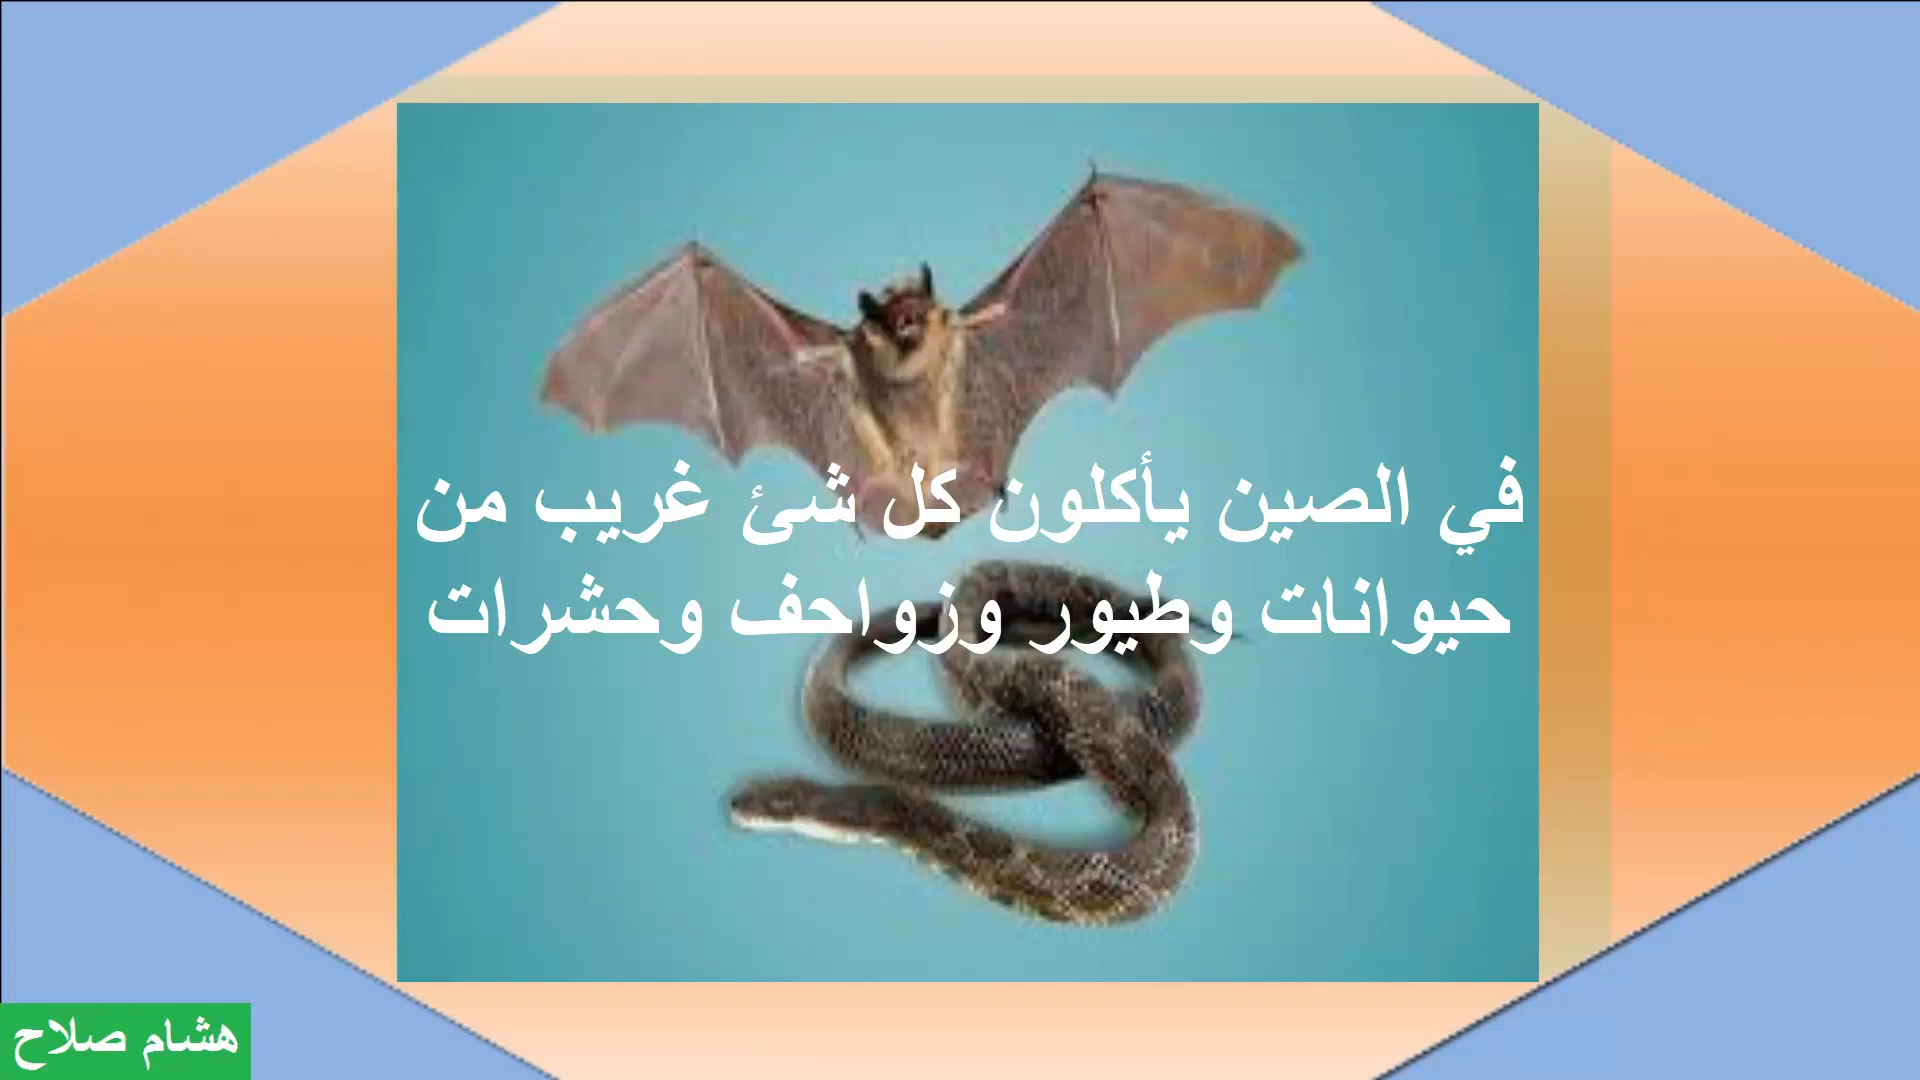 في الصين يأكلون كل شئ غريب من
حيوانات وطيور وزواحف وحشرات
هشام صلاح